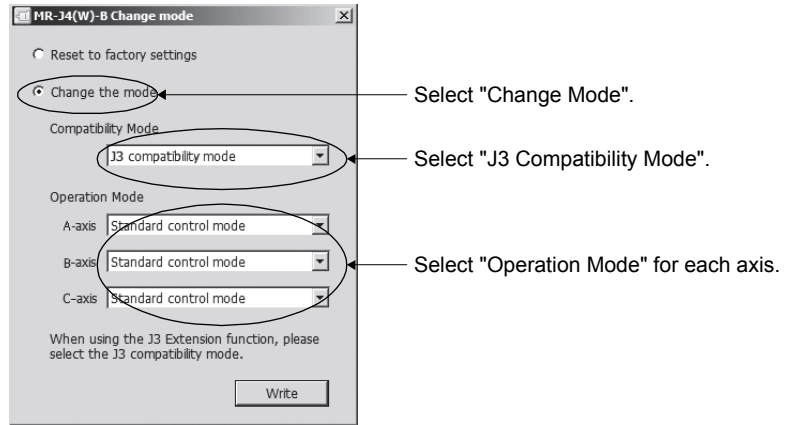 MR-J4(W)-B Change mode
Reset to factory settings
Change the mode
Select "Change Mode".
Compatibility Mode
J3 compatibility mode
Select "J3 Compatibility Mode".
Operation Mode
A-axis Standard control mode
B-axis Standard control mode
Select "Operation Mode" for each axis.
C-axis Standard control mode
When using the J3 Extension function, please
select the J3 compatibility mode.
Write